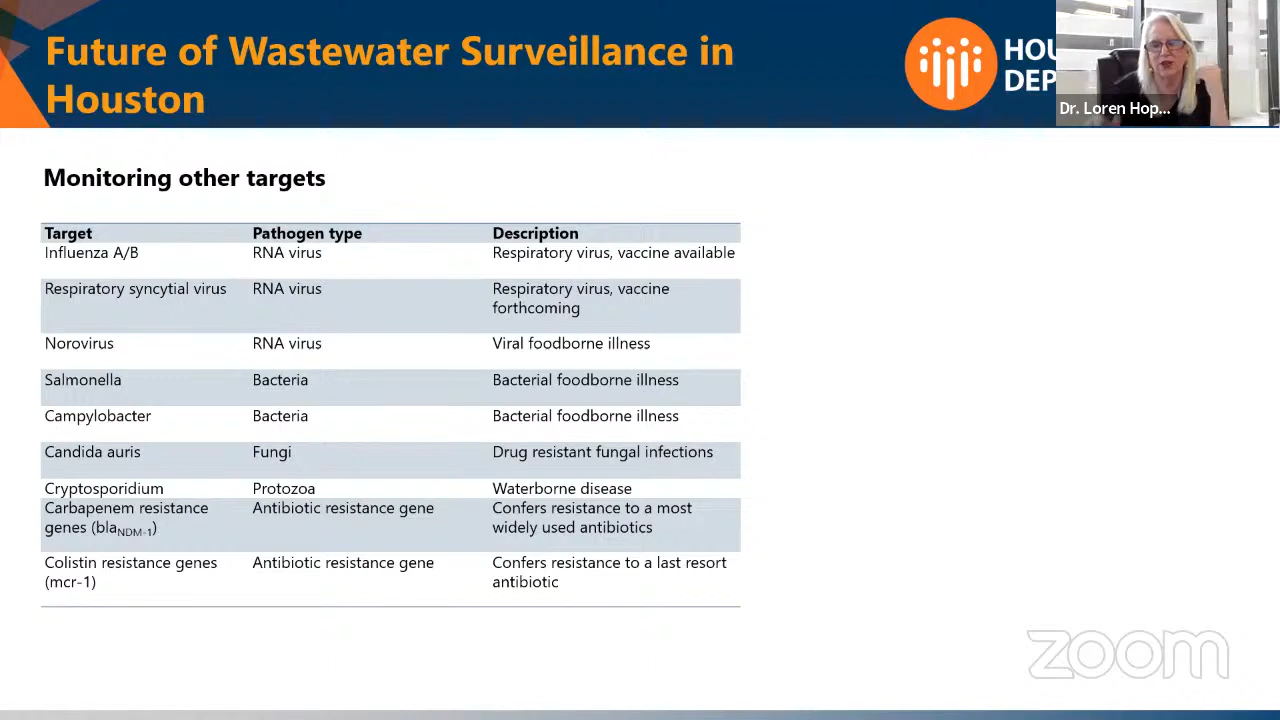 Future of Wastewater Surveillance in
Houston
HOU
DEP
Dr. Loren Hop...
Monitoring other targets
Target Pathogen type Description
Influenza A/B RNA virus Respiratory virus, vaccine available
Respiratory syncytial virus RNA virus Respiratory virus, vaccine
forthcoming
Norovirus RNA virus Viral foodborne illness
Salmonella Bacteria Bacterial foodborne illness
Campylobacter Bacteria Bacterial foodborne illness
Candida auris Fungi Drug resistant fungal infections
Cryptosporidium Protozoa Waterborne disease
Carbapenem resistance Antibiotic resistance gene Confers resistance to a most
genes (blaNDM-1) widely used antibiotics
Colistin resistance genes Antibiotic resistance gene Confers resistance to a last resort
(mcr-1) antibiotic
zoom